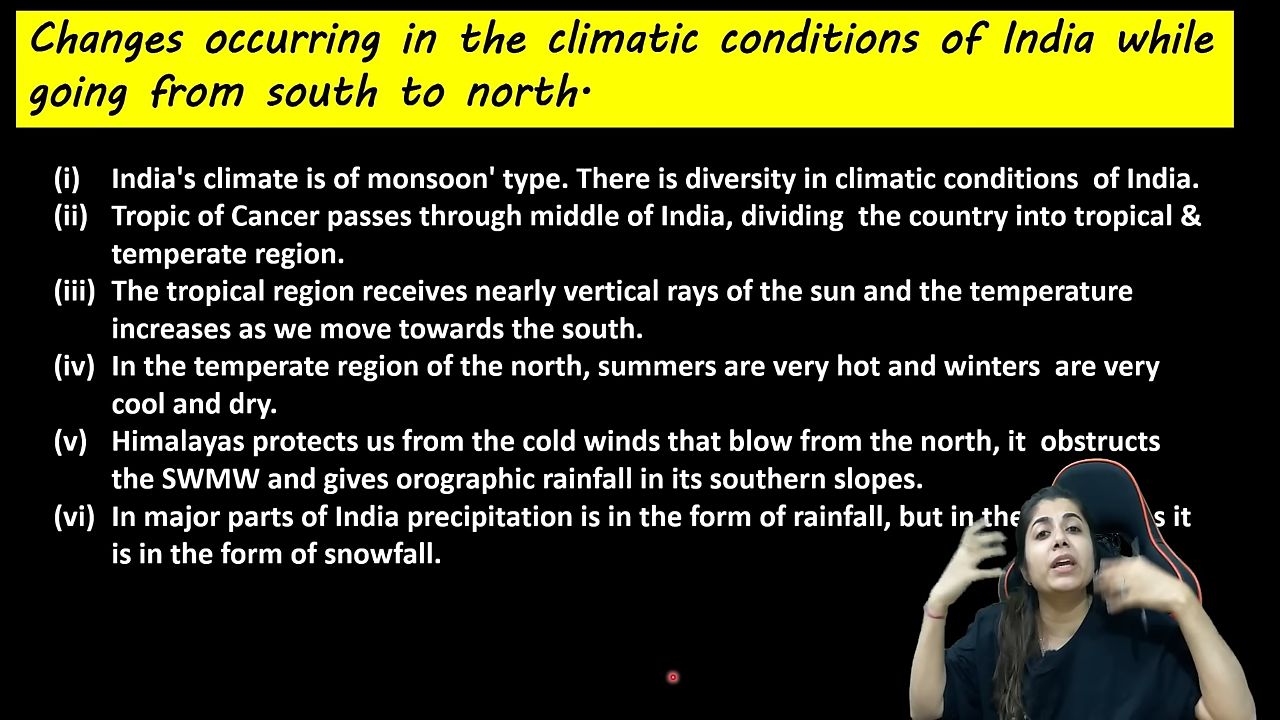 Changes occurring in the climatic conditions of India while
going from south to north.
(i) India's climate is of monsoon' type. There is diversity in climatic conditions of India.
(ii) Tropic of Cancer passes through middle of India, dividing the country into tropical &
temperate region.
(iii) The tropical region receives nearly vertical rays of the sun and the temperature
increases as we move towards the south.
(iv) In the temperate region of the north, summers are very hot and winters are very
cool and dry.
(v) Himalayas protects us from the cold winds that blow from the north, it obstructs
the SWMW and gives orographic rainfall in its southern slopes.
(vi) In major parts of India precipitation is in the form of rainfall, but in the it
is in the form of snowfall.